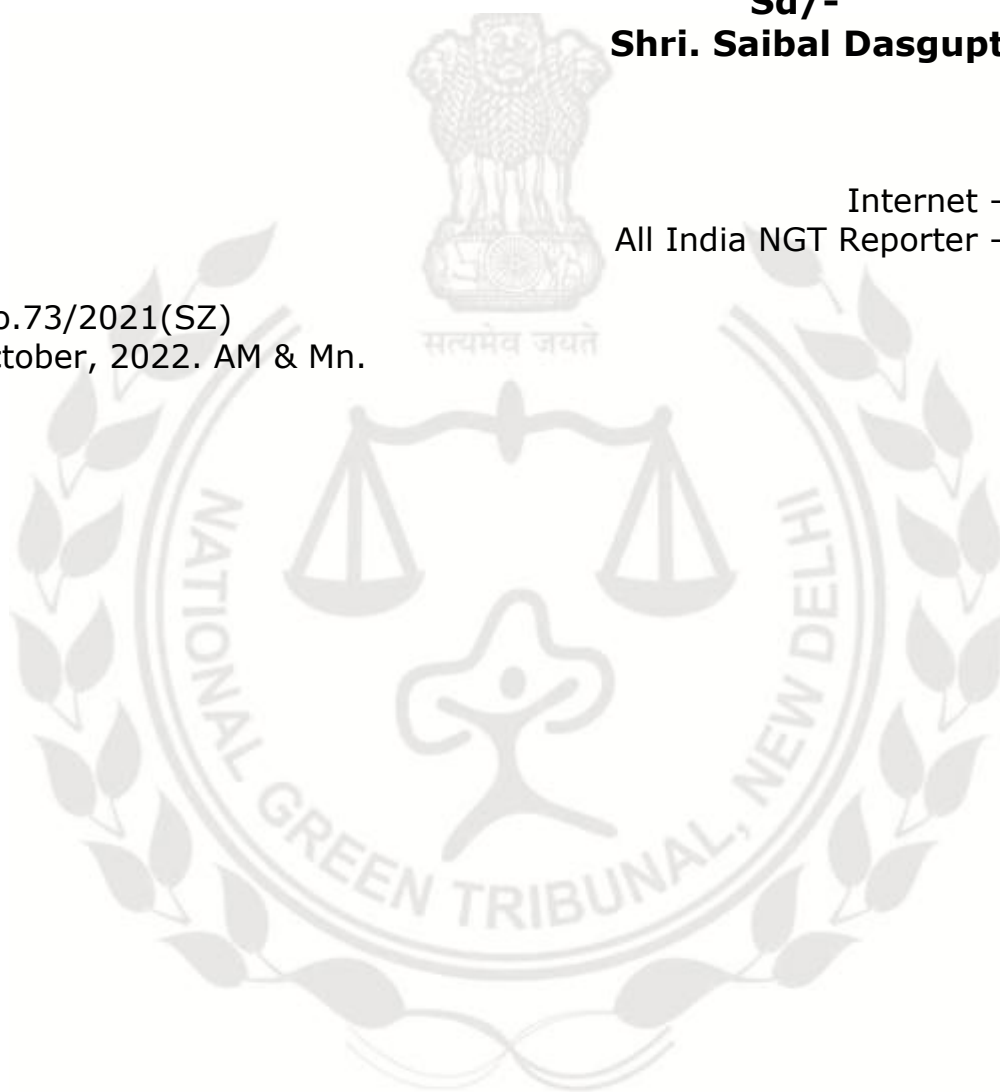 Sd/-
Shri. Saibal Dasgupt
Internet –
All India NGT Reporter –
o.73/2021(SZ)
tober, 2022. AM & Mn.
सत्यमेव जयते
NATIONAL GREEN TRIBUNAL, NEW DELHI